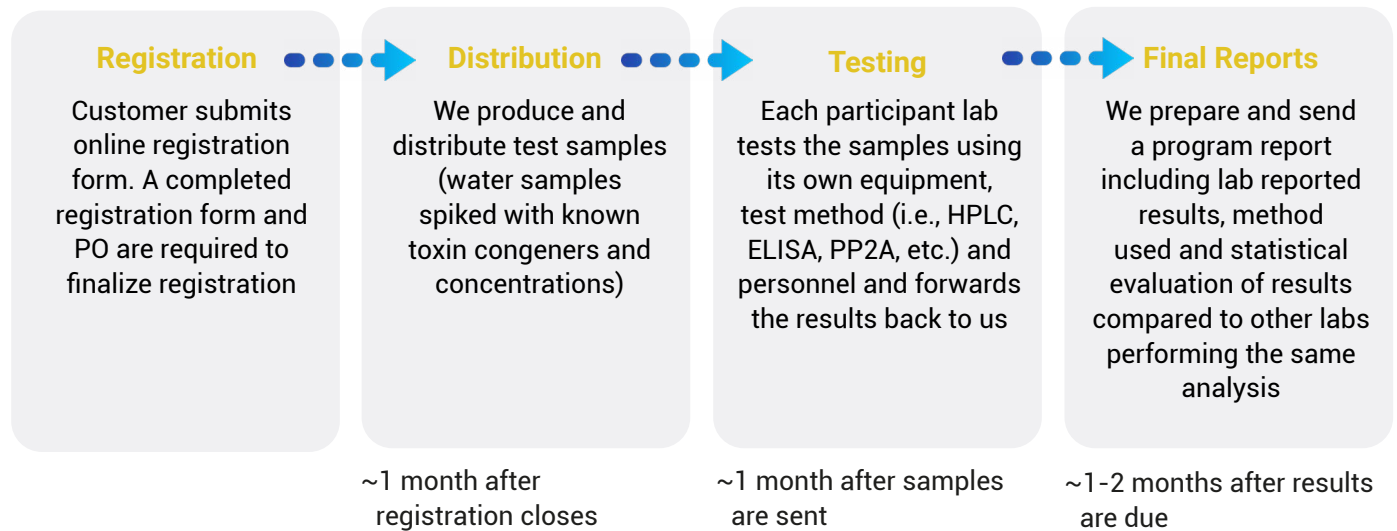 Registration
Customer submits
online registration
form. A completed
registration form and
PO are required to
finalize registration
Distribution
We produce and
distribute test samples
(water samples
spiked with known
toxin congeners and
concentrations)
~1 month after
registration closes
Testing
Each participant lab
tests the samples using
its own equipment,
test method (i.e., HPLC,
ELISA, PP2A, etc.) and
personnel and forwards
the results back to us
~1 month after samples
are sent
Final Reports
We prepare and send
a program report
including lab reported
results, method
used and statistical
evaluation of results
compared to other labs
performing the same
analysis
~1-2 months after results
are due